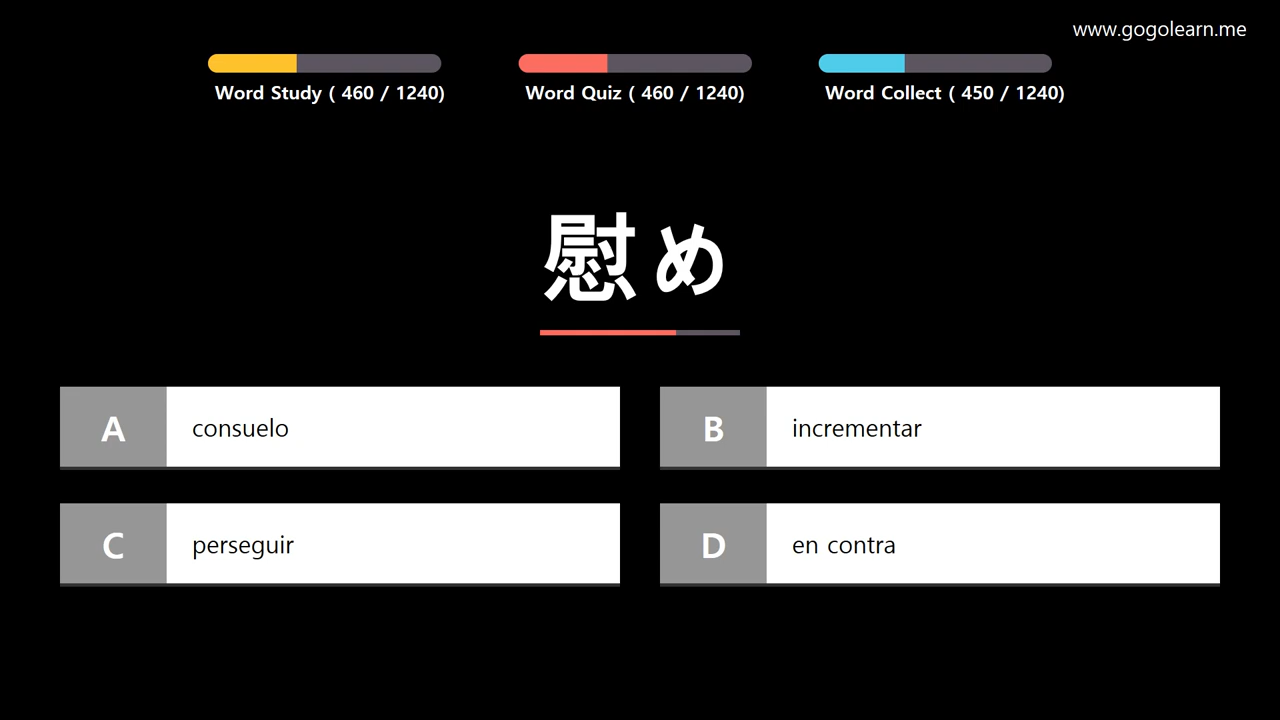 www.gogolearn.me
Word Study ( 460 / 1240)
Word Quiz ( 460 / 1240)
Word Collect ( 450 / 1240)
慰め
A consuelo
B incrementar
C perseguir
D en contra